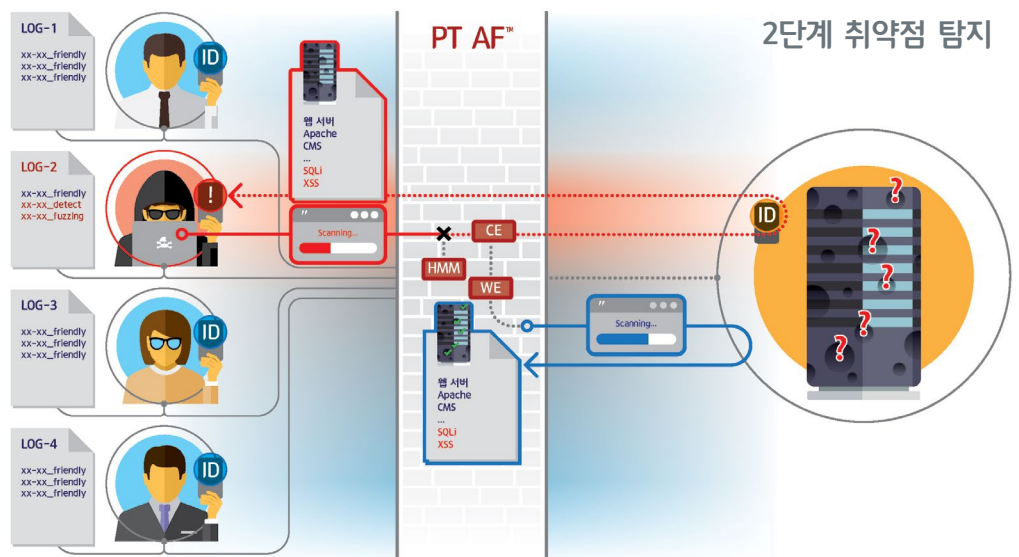 LOG-1
xx-xx_friendly
xx-xx_friendly
xx-xx_friendly
ID
웹 서버
Apache
CMS
...
SQLi
XSS
PT AF™
2단계 취약점 탐지
LOG-2
xx-xx_friendly
xx-xx_detect
xx-xx_fuzzing
!
"
Scanning...
CE
HMM
WE
ID
?
?
?
?
?
"
Scanning...
웹 서버
Apache
CMS
...
SQLi
XSS
LOG-3
xx-xx_friendly
xx-xx_friendly
xx-xx_friendly
ID
LOG-4
xx-xx_friendly
xx-xx_friendly
xx-xx_friendly
ID